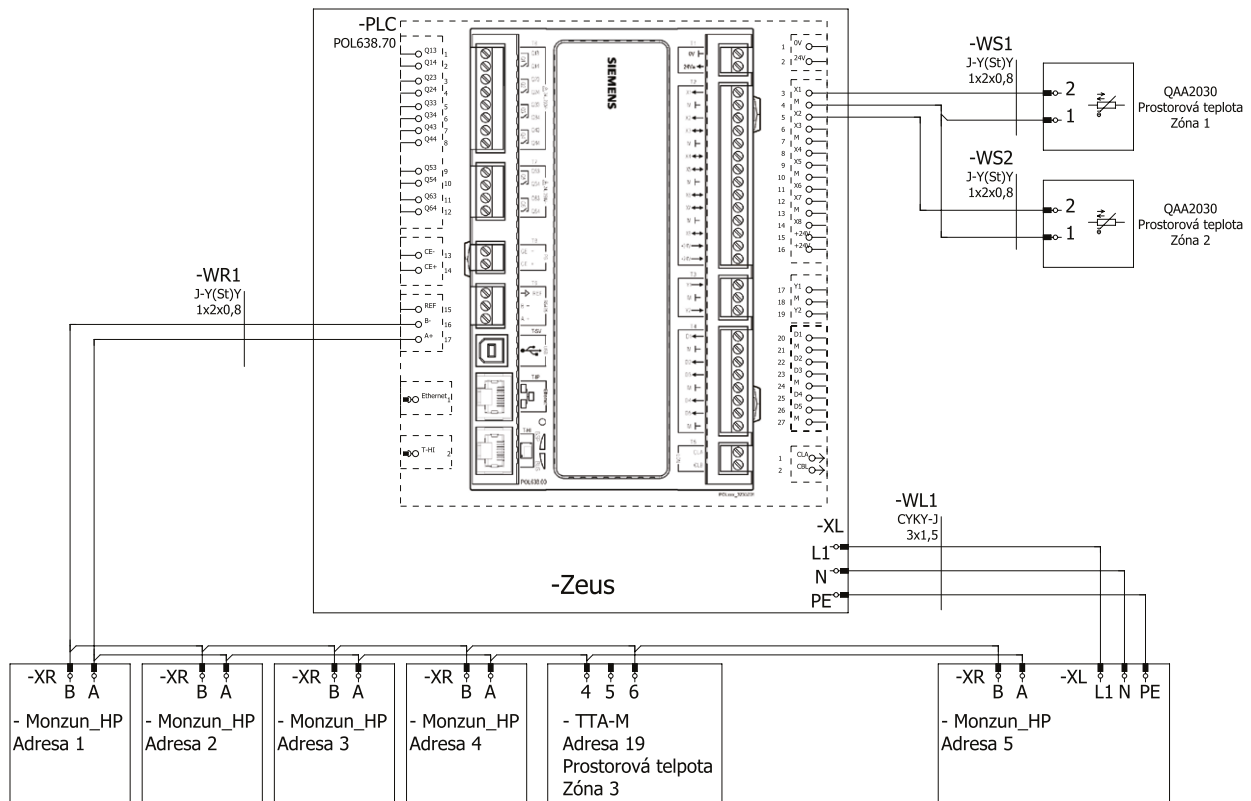 -PLC
POL638.70
Q13 1
Q14 2
Q23 3
Q24 4
Q33 5
Q34 6
Q43 7
Q44 8
Q53 9
Q54 10
Q63 11
Q64 12
CE- 13
CE+ 14
REF 15
B- 16
A+ 17
Ethernet 1
T-HI 2
SIEMENS
POL638.00
1 0V
2 24V
3 X1
4 M
5 X2
6 X3
7 M
8 X4
9 X5
10 M
11 X6
12 X7
13 M
14 X8
15 +24V
16 +24V
17 Y1
18 M
19 Y2
20 D1
21 M
22 D2
23 D3
24 M
25 D4
26 D5
27 M
1 CLA
2 CBL
-WS1
J-Y(St)Y
1x2x0,8
2
1
QAA2030
Prostorová teplota
Zóna 1
-WS2
J-Y(St)Y
1x2x0,8
2
1
QAA2030
Prostorová teplota
Zóna 2
-WR1
J-Y(St)Y
1x2x0,8
-WL1
CYKY-J
3x1,5
-XL
L1
N
PE
-Zeus
-XR
B A
- Monzun_HP
Adresa 1
-XR
B A
- Monzun_HP
Adresa 2
-XR
B A
- Monzun_HP
Adresa 3
-XR
B A
- Monzun_HP
Adresa 4
4 5 6
- TTA-M
Adresa 19
Prostorová telpota
Zóna 3
-XR
B A
-XL
L1 N PE
- Monzun_HP
Adresa 5